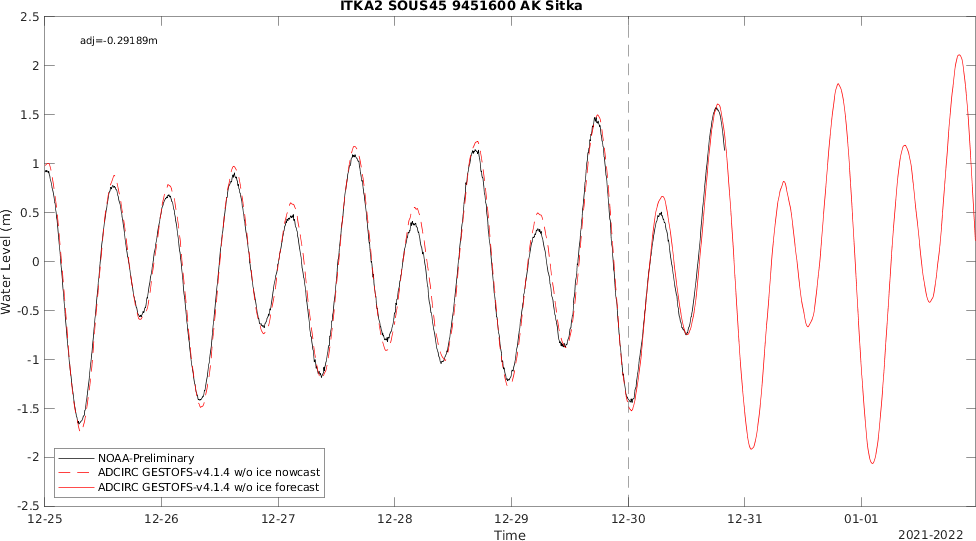 ITKA2 SOUS45 9451600 AK Sitka
adj=-0.29189m
2.5
2
1.5
1
0.5
0
-0.5
-1
-1.5
-2
-2.5
Water Level (m)
NOAA-Preliminary
ADCIRC GESTOFS-v4.1.4 w/o ice nowcast
ADCIRC GESTOFS-v4.1.4 w/o ice forecast
12-25 12-26 12-27 12-28 12-29 12-30 12-31 01-01
Time
2021-2022